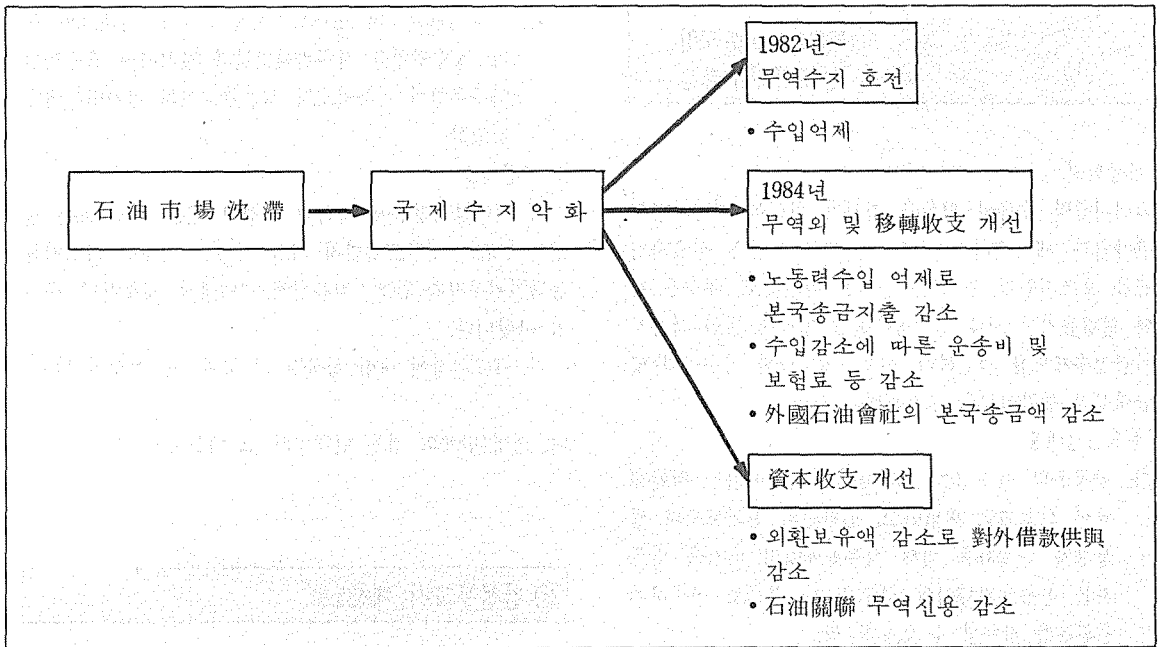 石油市場沈滯
국제수지악화
1982년~
무역수지 호전
• 수입억제
1984년
무역외 및 移轉收支 개선
• 노동력수입 억제로
본국송금지출 감소
• 수입감소에 따른 운송비 및
보험료 등 감소
• 外國石油會社의 본국송금액 감소
資本收支 개선
• 외환보유액 감소로 對外借款供與
감소
• 石油關聯 무역신용 감소